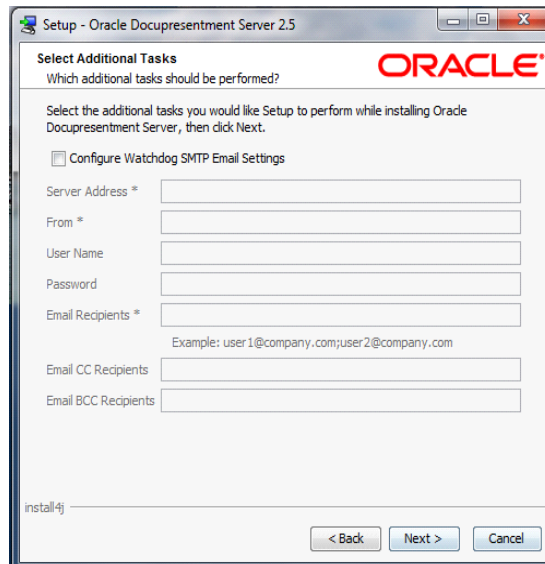 Setup - Oracle Docupresentment Server 2.5
Select Additional Tasks
Which additional tasks should be performed?
ORACLE
Select the additional tasks you would like Setup to perform while installing Oracle
Docupresentment Server, then click Next.
Configure Watchdog SMTP Email Settings
Server Address *
From *
User Name
Password
Email Recipients *
Example: user1@company.com;user2@company.com
Email CC Recipients
Email BCC Recipients
install4j
< Back Next > Cancel